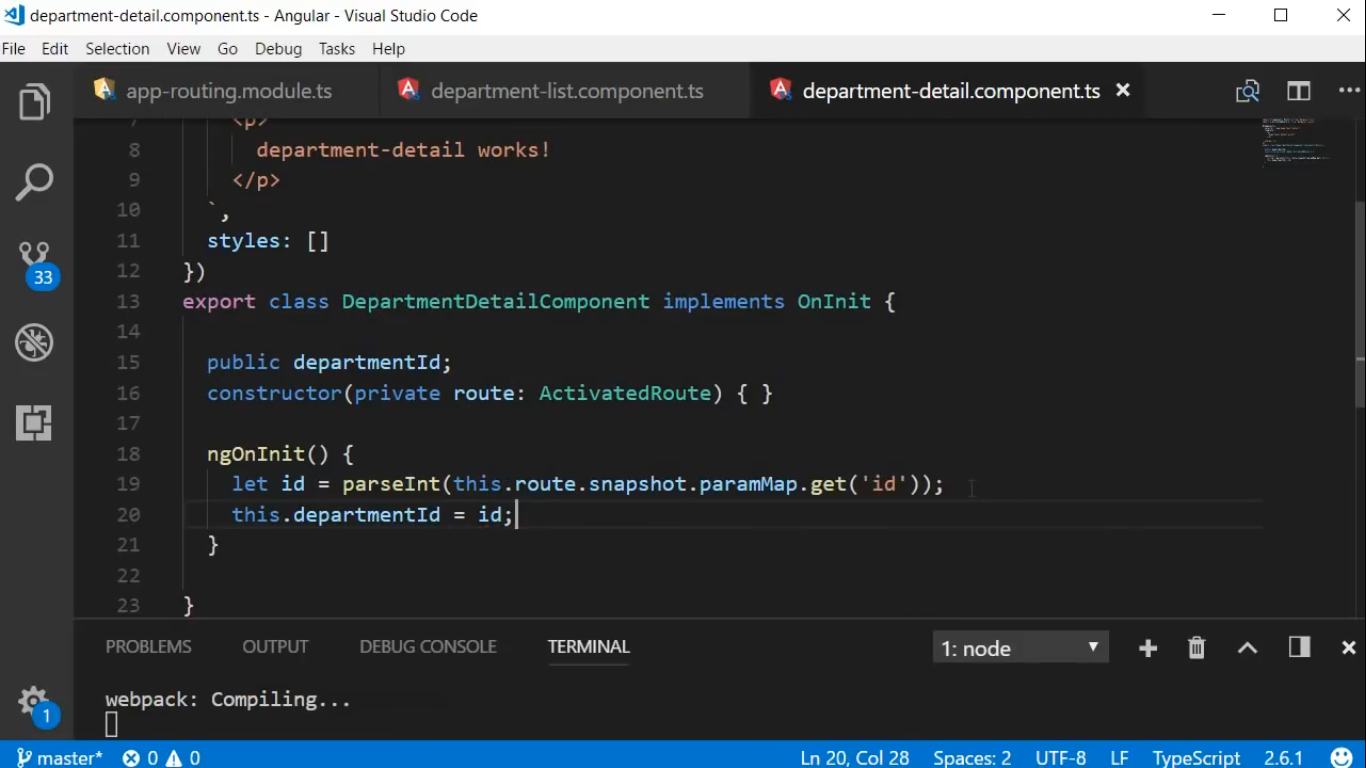 department-detail.component.ts - Angular - Visual Studio Code
File Edit Selection View Go Debug Tasks Help
app-routing.module.ts department-list.component.ts department-detail.component.ts
7 <p>
8 department-detail works!
9 </p>
10 `,
11 styles: []
12 })
13 export class DepartmentDetailComponent implements OnInit {
14
15 public departmentId;
16 constructor(private route: ActivatedRoute) { }
17
18 ngOnInit() {
19 let id = parseInt(this.route.snapshot.paramMap.get('id'));
20 this.departmentId = id;
21 }
22
23 }
33
PROBLEMS OUTPUT DEBUG CONSOLE TERMINAL 1: node
webpack: Compiling...
1
master* 0 0 Ln 20, Col 28 Spaces: 2 UTF-8 LF TypeScript 2.6.1